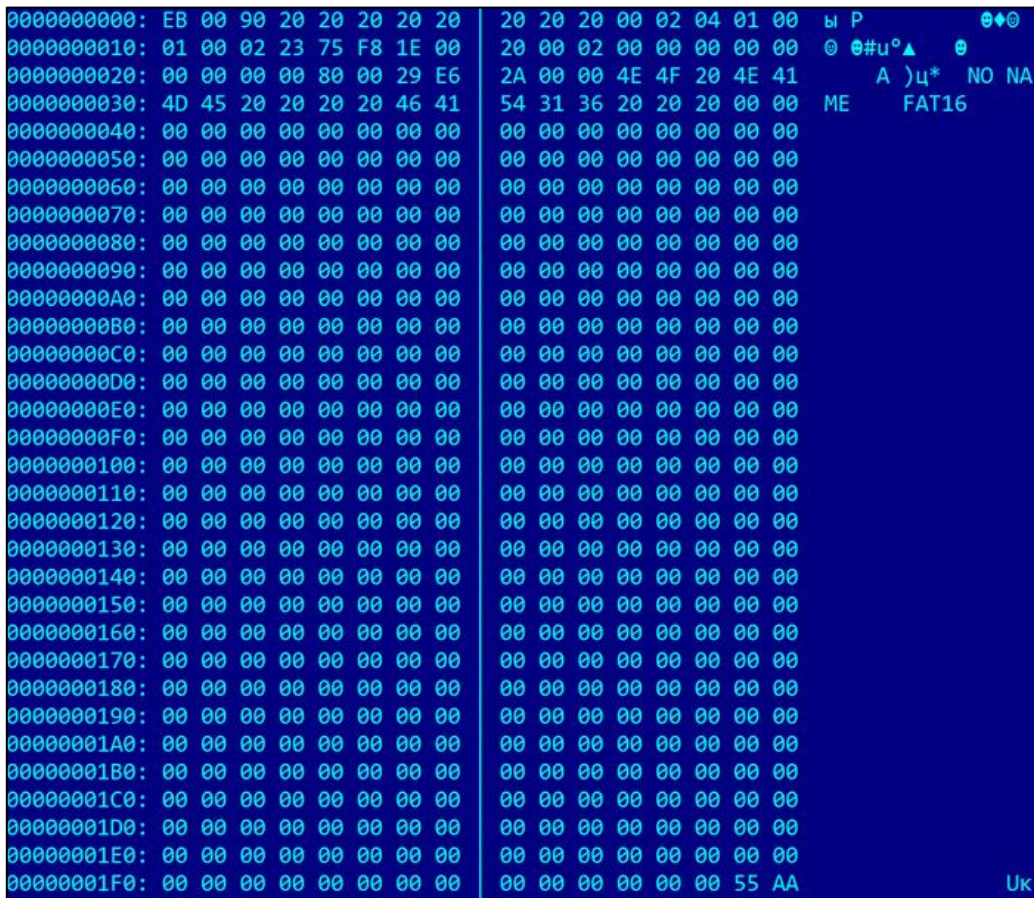 0000000000: EB 00 90 20 20 20 20 20 | 20 20 20 00 02 04 01 00 ы P ☻♦☺
0000000010: 01 00 02 23 75 F8 1E 00 | 20 00 02 00 00 00 00 00 ☺ ☻#u°▲ ☻
0000000020: 00 00 00 00 80 00 29 E6 | 2A 00 00 4E 4F 20 4E 41 А )ц* NO NA
0000000030: 4D 45 20 20 20 20 46 41 | 54 31 36 20 20 20 00 00 ME FAT16
0000000040: 00 00 00 00 00 00 00 00 | 00 00 00 00 00 00 00 00
0000000050: 00 00 00 00 00 00 00 00 | 00 00 00 00 00 00 00 00
0000000060: 00 00 00 00 00 00 00 00 | 00 00 00 00 00 00 00 00
0000000070: 00 00 00 00 00 00 00 00 | 00 00 00 00 00 00 00 00
0000000080: 00 00 00 00 00 00 00 00 | 00 00 00 00 00 00 00 00
0000000090: 00 00 00 00 00 00 00 00 | 00 00 00 00 00 00 00 00
00000000A0: 00 00 00 00 00 00 00 00 | 00 00 00 00 00 00 00 00
00000000B0: 00 00 00 00 00 00 00 00 | 00 00 00 00 00 00 00 00
00000000C0: 00 00 00 00 00 00 00 00 | 00 00 00 00 00 00 00 00
00000000D0: 00 00 00 00 00 00 00 00 | 00 00 00 00 00 00 00 00
00000000E0: 00 00 00 00 00 00 00 00 | 00 00 00 00 00 00 00 00
00000000F0: 00 00 00 00 00 00 00 00 | 00 00 00 00 00 00 00 00
0000000100: 00 00 00 00 00 00 00 00 | 00 00 00 00 00 00 00 00
0000000110: 00 00 00 00 00 00 00 00 | 00 00 00 00 00 00 00 00
0000000120: 00 00 00 00 00 00 00 00 | 00 00 00 00 00 00 00 00
0000000130: 00 00 00 00 00 00 00 00 | 00 00 00 00 00 00 00 00
0000000140: 00 00 00 00 00 00 00 00 | 00 00 00 00 00 00 00 00
0000000150: 00 00 00 00 00 00 00 00 | 00 00 00 00 00 00 00 00
0000000160: 00 00 00 00 00 00 00 00 | 00 00 00 00 00 00 00 00
0000000170: 00 00 00 00 00 00 00 00 | 00 00 00 00 00 00 00 00
0000000180: 00 00 00 00 00 00 00 00 | 00 00 00 00 00 00 00 00
0000000190: 00 00 00 00 00 00 00 00 | 00 00 00 00 00 00 00 00
00000001A0: 00 00 00 00 00 00 00 00 | 00 00 00 00 00 00 00 00
00000001B0: 00 00 00 00 00 00 00 00 | 00 00 00 00 00 00 00 00
00000001C0: 00 00 00 00 00 00 00 00 | 00 00 00 00 00 00 00 00
00000001D0: 00 00 00 00 00 00 00 00 | 00 00 00 00 00 00 00 00
00000001E0: 00 00 00 00 00 00 00 00 | 00 00 00 00 00 00 00 00
00000001F0: 00 00 00 00 00 00 00 00 | 00 00 00 00 00 00 55 AA Uк